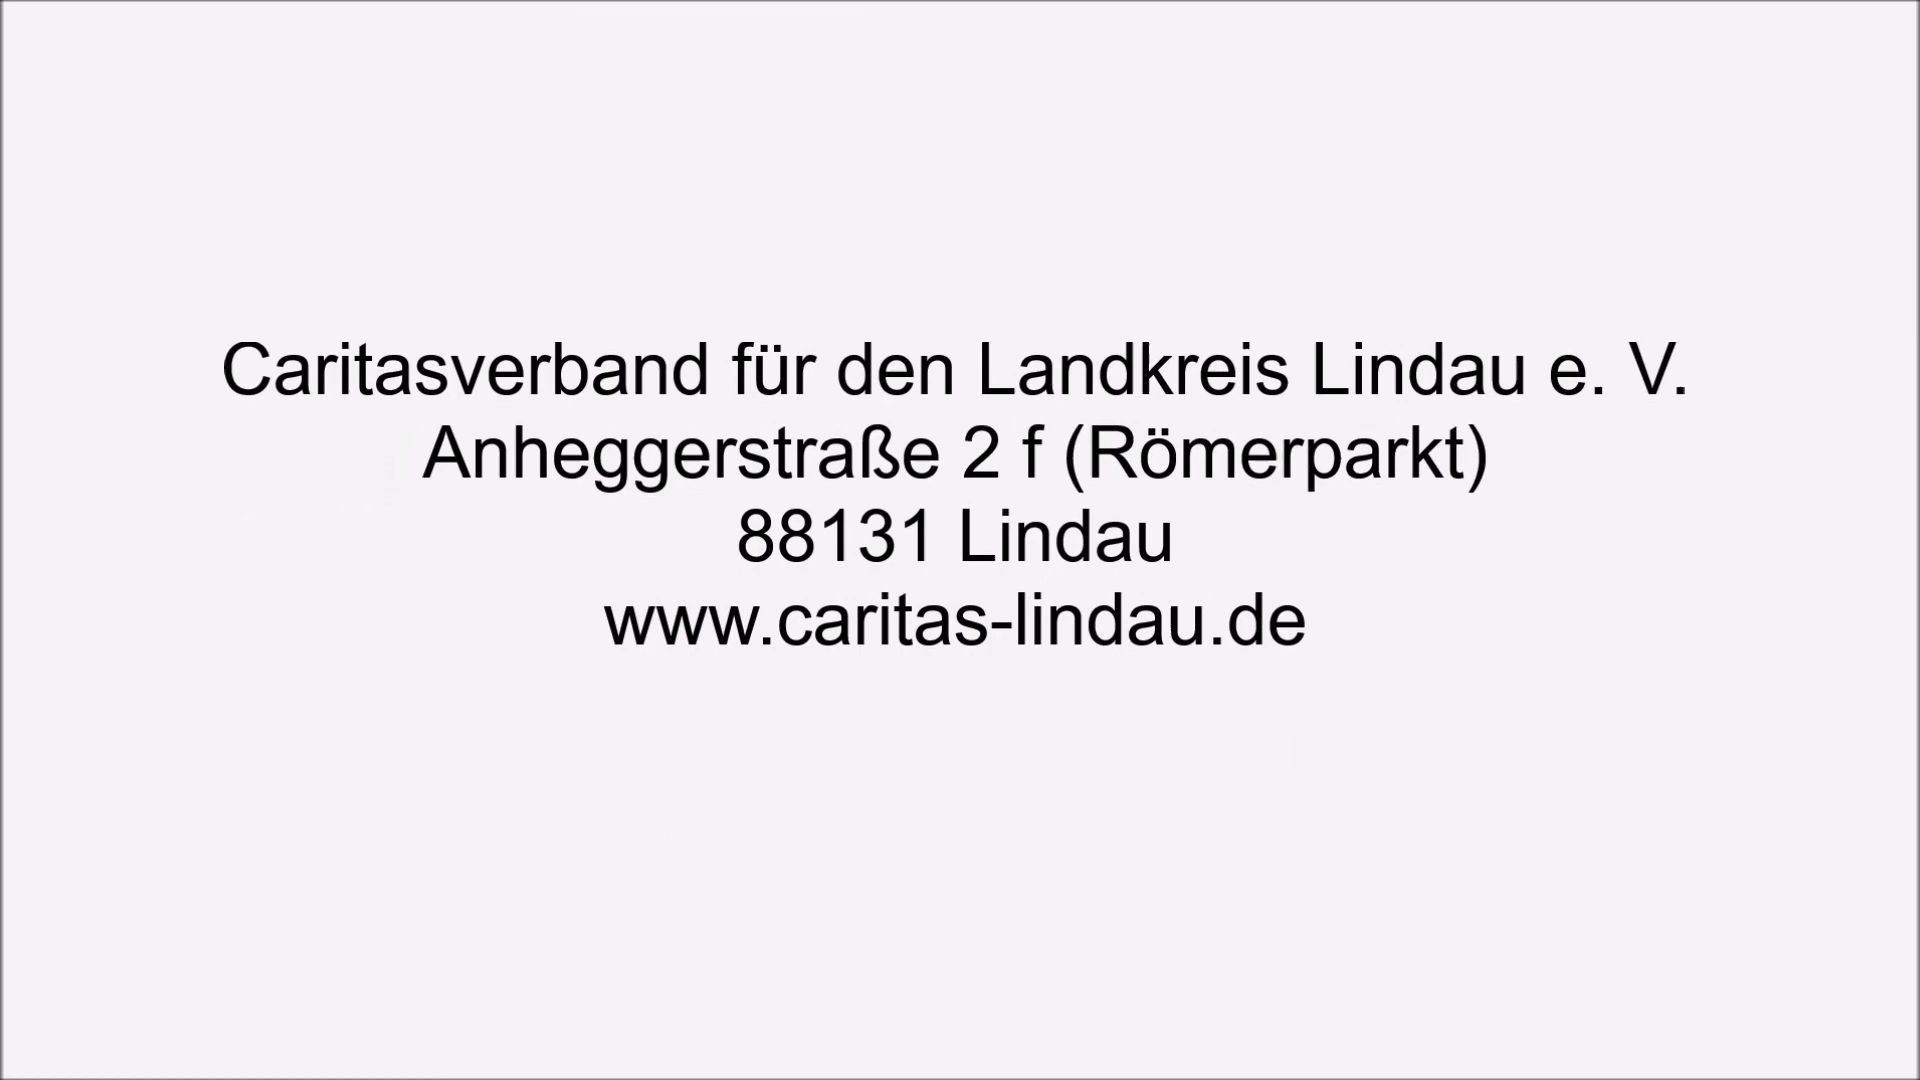 Caritasverband für den Landkreis Lindau e. V.
Anheggerstraße 2 f (Römerparkt)
88131 Lindau
www.caritas-lindau.de